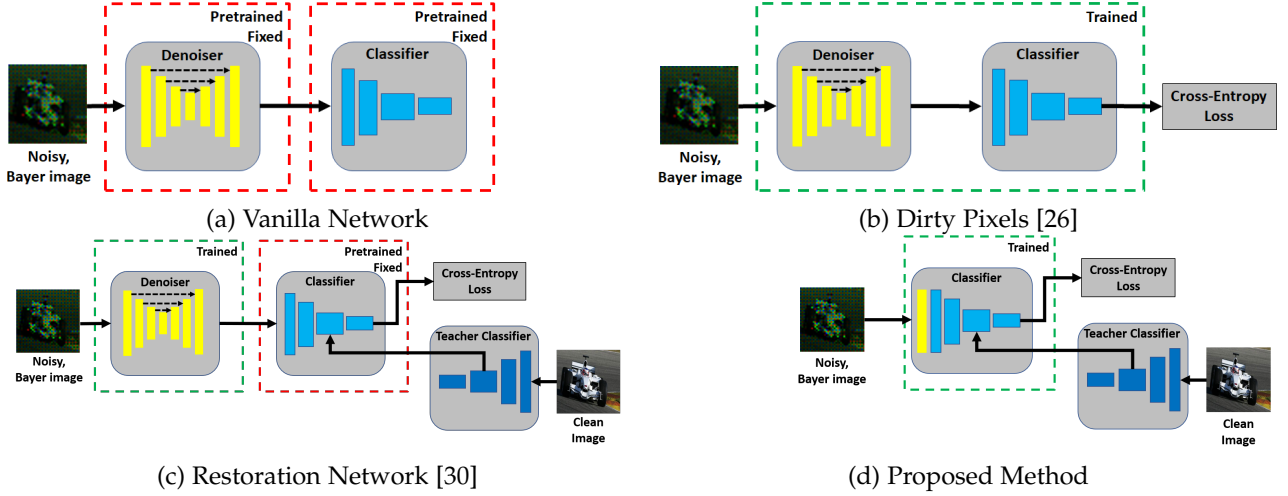 Pretrained
Fixed
Denoiser
Noisy,
Bayer image
Pretrained
Fixed
Classifier
(a) Vanilla Network
Trained
Denoiser
Classifier
Cross-Entropy
Loss
Noisy,
Bayer image
(b) Dirty Pixels [26]
Trained
Denoiser
Noisy,
Bayer image
Pretrained
Fixed
Classifier
Cross-Entropy
Loss
Teacher Classifier
Clean
Image
(c) Restoration Network [30]
Trained
Classifier
Cross-Entropy
Loss
Noisy,
Bayer image
Teacher Classifier
Clean
Image
(d) Proposed Method